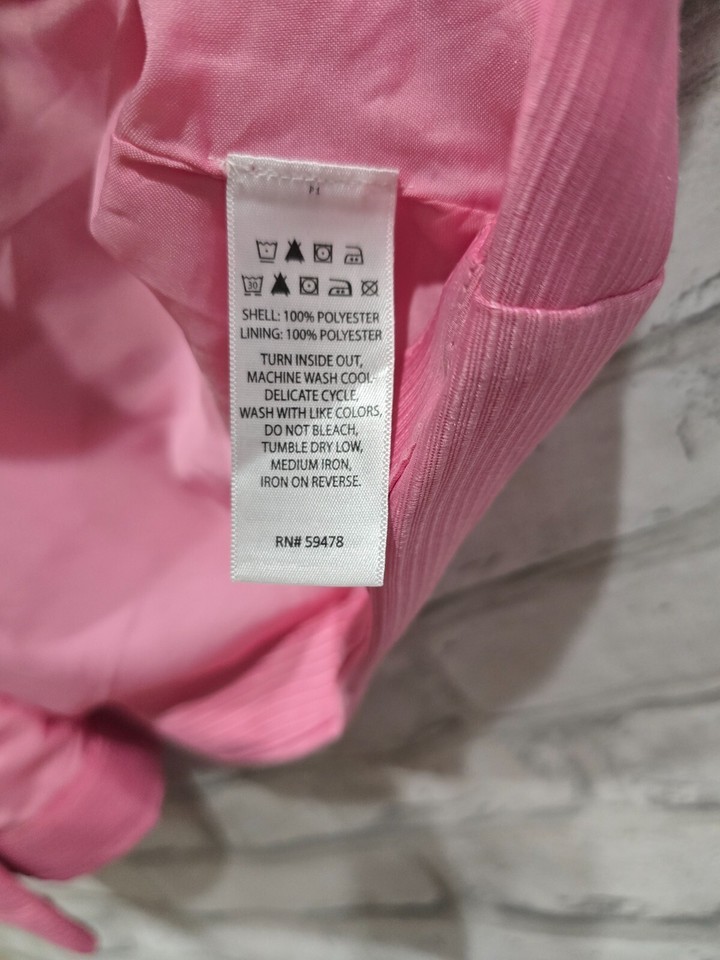 30
SHELL: 100% POLYESTER
LINING: 100% POLYESTER
TURN INSIDE OUT,
MACHINE WASH COOL
DELICATE CYCLE,
WASH WITH LIKE COLORS,
DO NOT BLEACH,
TUMBLE DRY LOW,
MEDIUM IRON,
IRON ON REVERSE.
RN# 59478